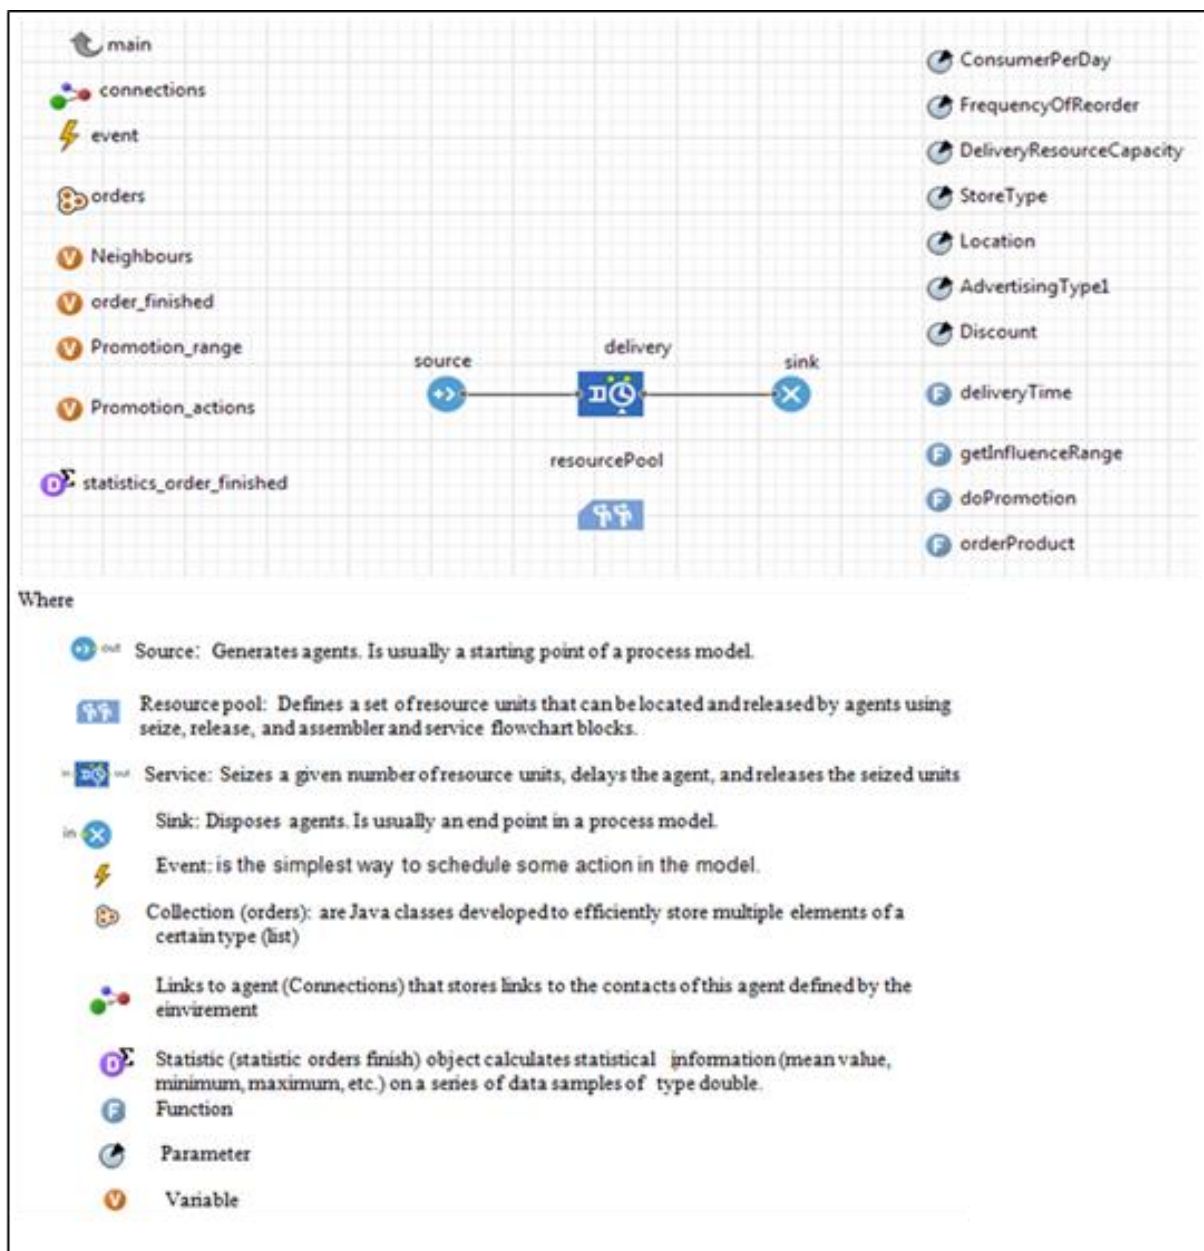 main
connections
event
orders
Neighbours
order_finished
Promotion_range
Promotion_actions
statistics_order_finished
source
delivery
sink
resourcePool
ConsumerPerDay
FrequencyOfReorder
DeliveryResourceCapacity
StoreType
Location
AdvertisingType1
Discount
deliveryTime
getInfluenceRange
doPromotion
orderProduct
Where
out Source: Generates agents. Is usually a starting point of a process model.
Resource pool: Defines a set of resource units that can be located and released by agents using
seize, release, and assembler and service flowchart blocks.
in out Service: Seizes a given number of resource units, delays the agent, and releases the seized units
in Sink: Disposes agents. Is usually an end point in a process model.
Event: is the simplest way to schedule some action in the model.
Collection (orders): are Java classes developed to efficiently store multiple elements of a
certain type (list)
Links to agent (Connections) that stores links to the contacts of this agent defined by the
einvirement
Statistic (statistic orders finish) object calculates statistical information (mean value,
minimum, maximum, etc.) on a series of data samples of type double.
F Function
Parameter
V Variable